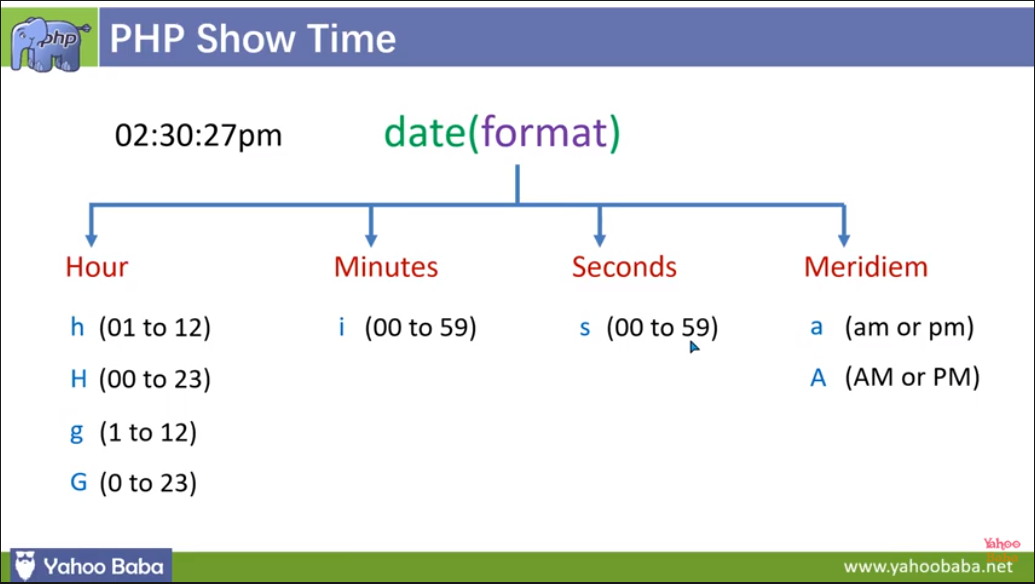 php
PHP Show Time
02:30:27pm
date(format)
Hour
h (01 to 12)
H (00 to 23)
g (1 to 12)
G (0 to 23)
Minutes
i (00 to 59)
Seconds
s (00 to 59)
Meridiem
a (am or pm)
A (AM or PM)
Yahoo Baba
Yahoo
www.yahoobaba.net